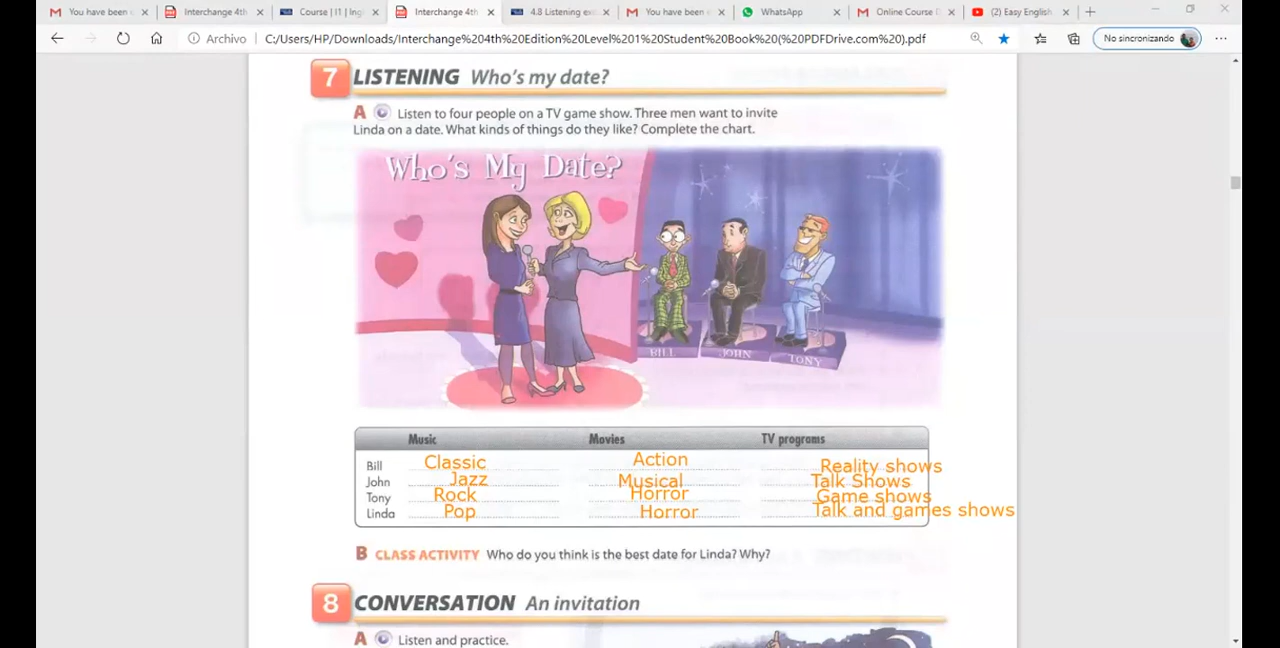 You have been
Interchange 4th
Course | I1 | Ing
Interchange 4th
4.8 Listening ex
You have been
WhatsApp
Online Course
(2) Easy English
Archivo
C:/Users/HP/Downloads/Interchange%204th%20Edition%20Level%201%20Student%20Book%20(%20PDFDrive.com%20).pdf
No sincronizando
7 LISTENING Who's my date?
A Listen to four people on a TV game show. Three men want to invite
Linda on a date. What kinds of things do they like? Complete the chart.
Who's My Date?
BILL JOHN TONY
Music Movies TV programs
Bill Classic Action Reality shows
John Jazz Musical Talk Shows
Tony Rock Horror Game shows
Linda Pop Horror Talk and games shows
B CLASS ACTIVITY Who do you think is the best date for Linda? Why?
8 CONVERSATION An invitation
A Listen and practice.